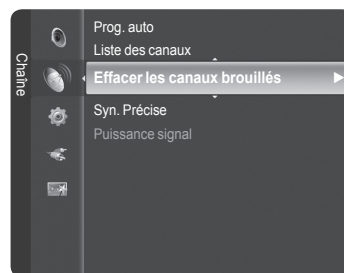 Chaîne
Prog. auto
Liste des canaux
Effacer les canaux brouillés
Syn. Précise
Puissance signal